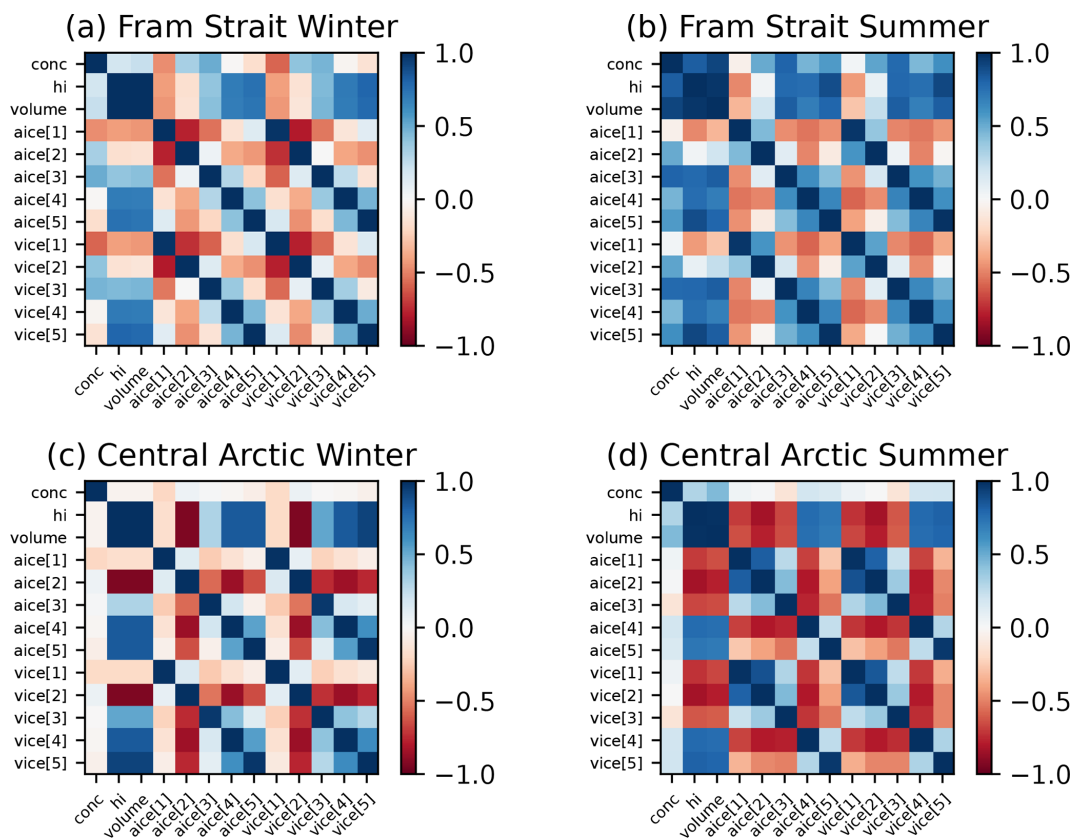 (a) Fram Strait Winter
conc
hi
volume
aice[1]
aice[2]
aice[3]
aice[4]
aice[5]
vice[1]
vice[2]
vice[3]
vice[4]
vice[5]
conc hi volume aice[1] aice[2] aice[3] aice[4] aice[5] vice[1] vice[2] vice[3] vice[4] vice[5]
1.0
0.5
0.0
−0.5
−1.0
(b) Fram Strait Summer
conc
hi
volume
aice[1]
aice[2]
aice[3]
aice[4]
aice[5]
vice[1]
vice[2]
vice[3]
vice[4]
vice[5]
conc hi volume aice[1] aice[2] aice[3] aice[4] aice[5] vice[1] vice[2] vice[3] vice[4] vice[5]
1.0
0.5
0.0
−0.5
−1.0
(c) Central Arctic Winter
conc
hi
volume
aice[1]
aice[2]
aice[3]
aice[4]
aice[5]
vice[1]
vice[2]
vice[3]
vice[4]
vice[5]
conc hi volume aice[1] aice[2] aice[3] aice[4] aice[5] vice[1] vice[2] vice[3] vice[4] vice[5]
1.0
0.5
0.0
−0.5
−1.0
(d) Central Arctic Summer
conc
hi
volume
aice[1]
aice[2]
aice[3]
aice[4]
aice[5]
vice[1]
vice[2]
vice[3]
vice[4]
vice[5]
conc hi volume aice[1] aice[2] aice[3] aice[4] aice[5] vice[1] vice[2] vice[3] vice[4] vice[5]
1.0
0.5
0.0
−0.5
−1.0